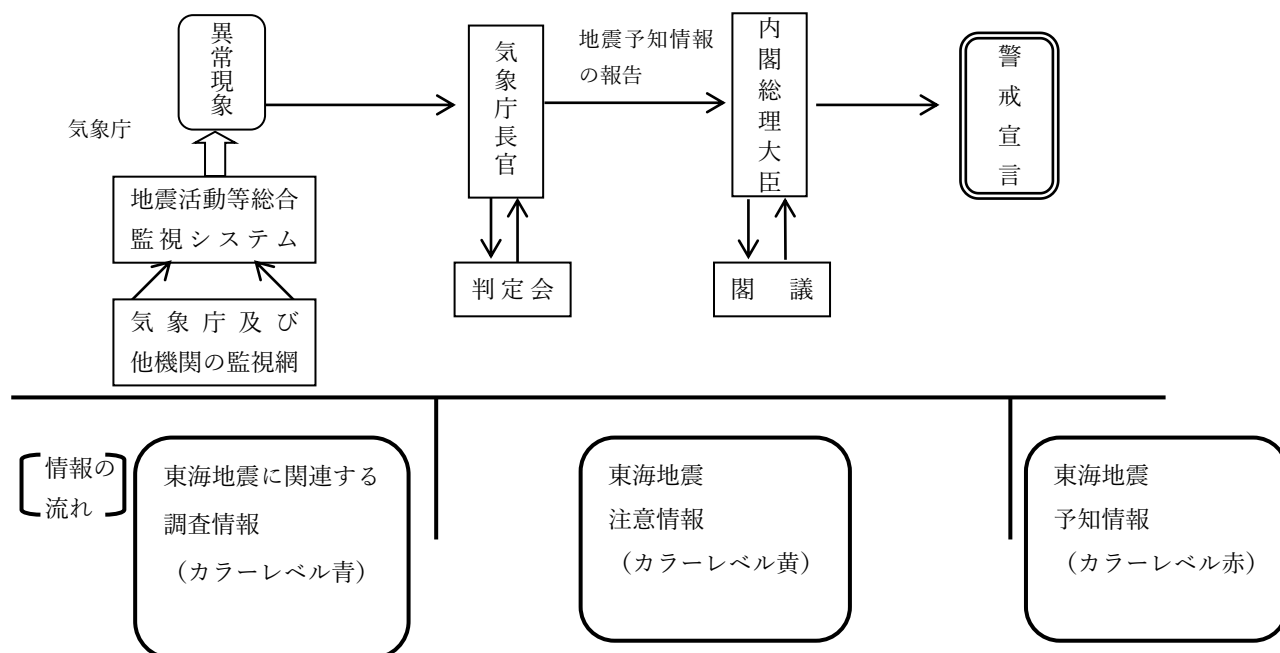 異常現象
気象庁
地震活動等総合
監視システム
気象庁及び
他機関の監視網
気象庁長官
判定会
地震予知情報
の報告
内閣総理大臣
閣議
警戒宣言
情報の
流れ
東海地震に関連する
調査情報
（カラーレベル青）
東海地震
注意情報
（カラーレベル黄）
東海地震
予知情報
（カラーレベル赤）